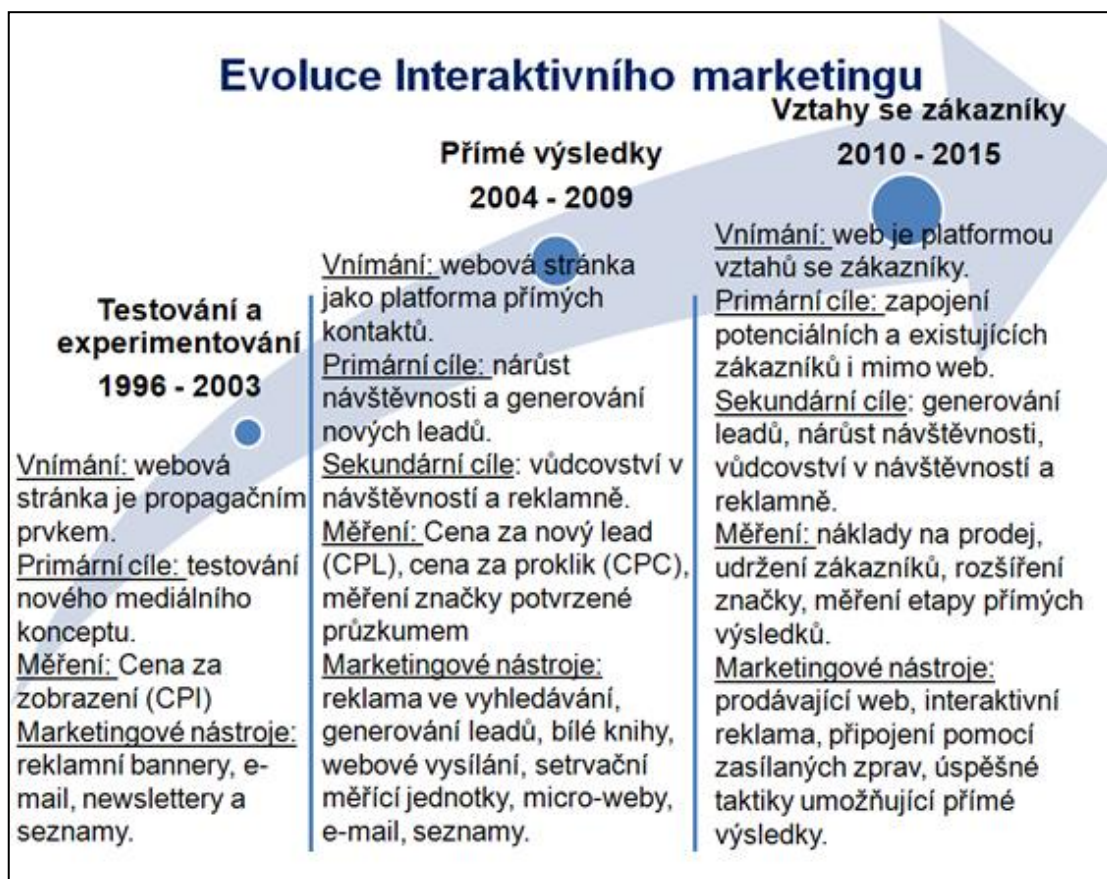 Evoluce Interaktivního marketingu
Testování a
experimentování
1996 - 2003
Vnímání: webová
stránka je propagačním
prvkem.
Primární cíle: testování
nového mediálního
konceptu.
Měření: Cena za
zobrazení (CPI)
Marketingové nástroje:
reklamní bannery, e-
mail, newslettery a
seznamy.
Přímé výsledky
2004 - 2009
Vnímání: webová stránka
jako platforma přímých
kontaktů.
Primární cíle: nárůst
návštěvnosti a generování
nových leadů.
Sekundární cíle: vůdcovství v
návštěvností a reklamně.
Měření: Cena za nový lead
(CPL), cena za proklik (CPC),
měření značky potvrzené
průzkumem
Marketingové nástroje:
reklama ve vyhledávání,
generování leadů, bílé knihy,
webové vysílání, setrvační
měřící jednotky, micro-weby,
e-mail, seznamy.
Vztahy se zákazníky
2010 - 2015
Vnímání: web je platformou
vztahů se zákazníky.
Primární cíle: zapojení
potenciálních a existujících
zákazníků i mimo web.
Sekundární cíle: generování
leadů, nárůst návštěvnosti,
vůdcovství v návštěvností a
reklamně.
Měření: náklady na prodej,
udržení zákazníků, rozšíření
značky, měření etapy přímých
výsledků.
Marketingové nástroje:
prodávající web, interaktivní
reklama, připojení pomocí
zasílaných zprav, úspěšné
taktiky umožňující přímé
výsledky.